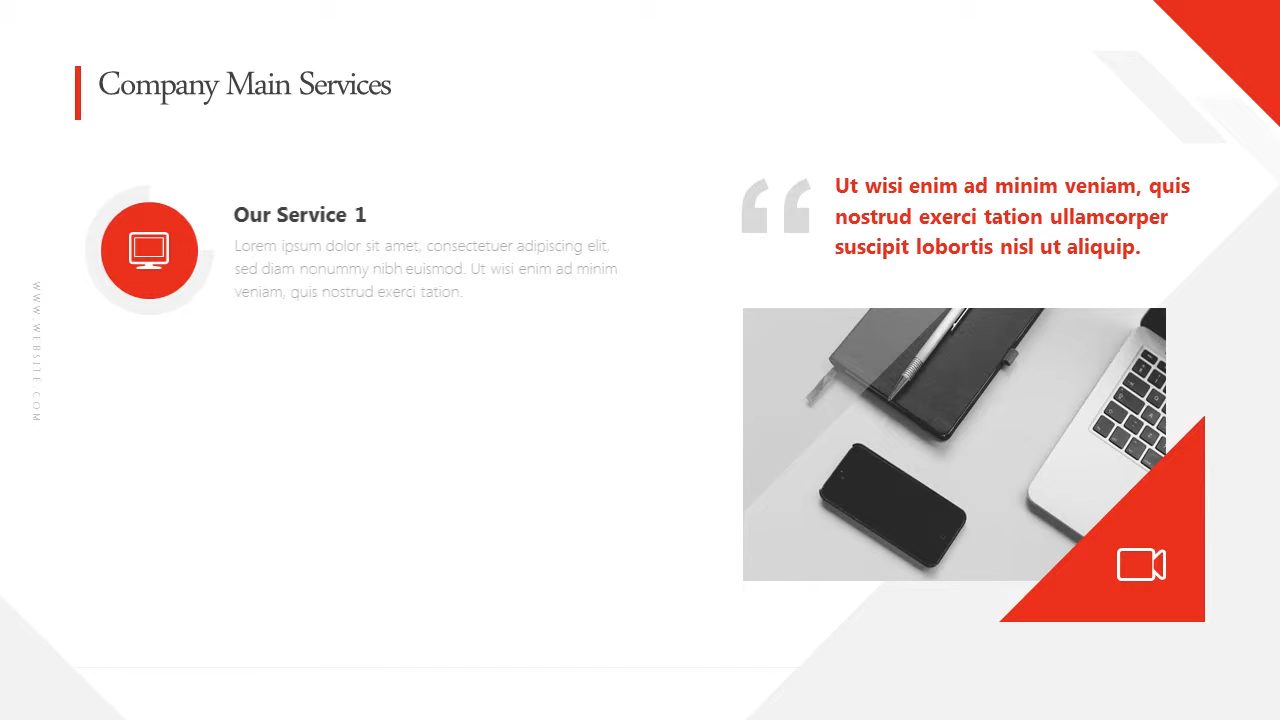 Company Main Services
Our Service 1
Lorem ipsum dolor sit amet, consectetuer adipiscing elit,
sed diam nonummy nibh euismod. Ut wisi enim ad minim
veniam, quis nostrud exerci tation.
Ut wisi enim ad minim veniam, quis
nostrud exerci tation ullamcorper
suscipit lobortis nisl ut aliquip.
WWW.WEBSITE.COM